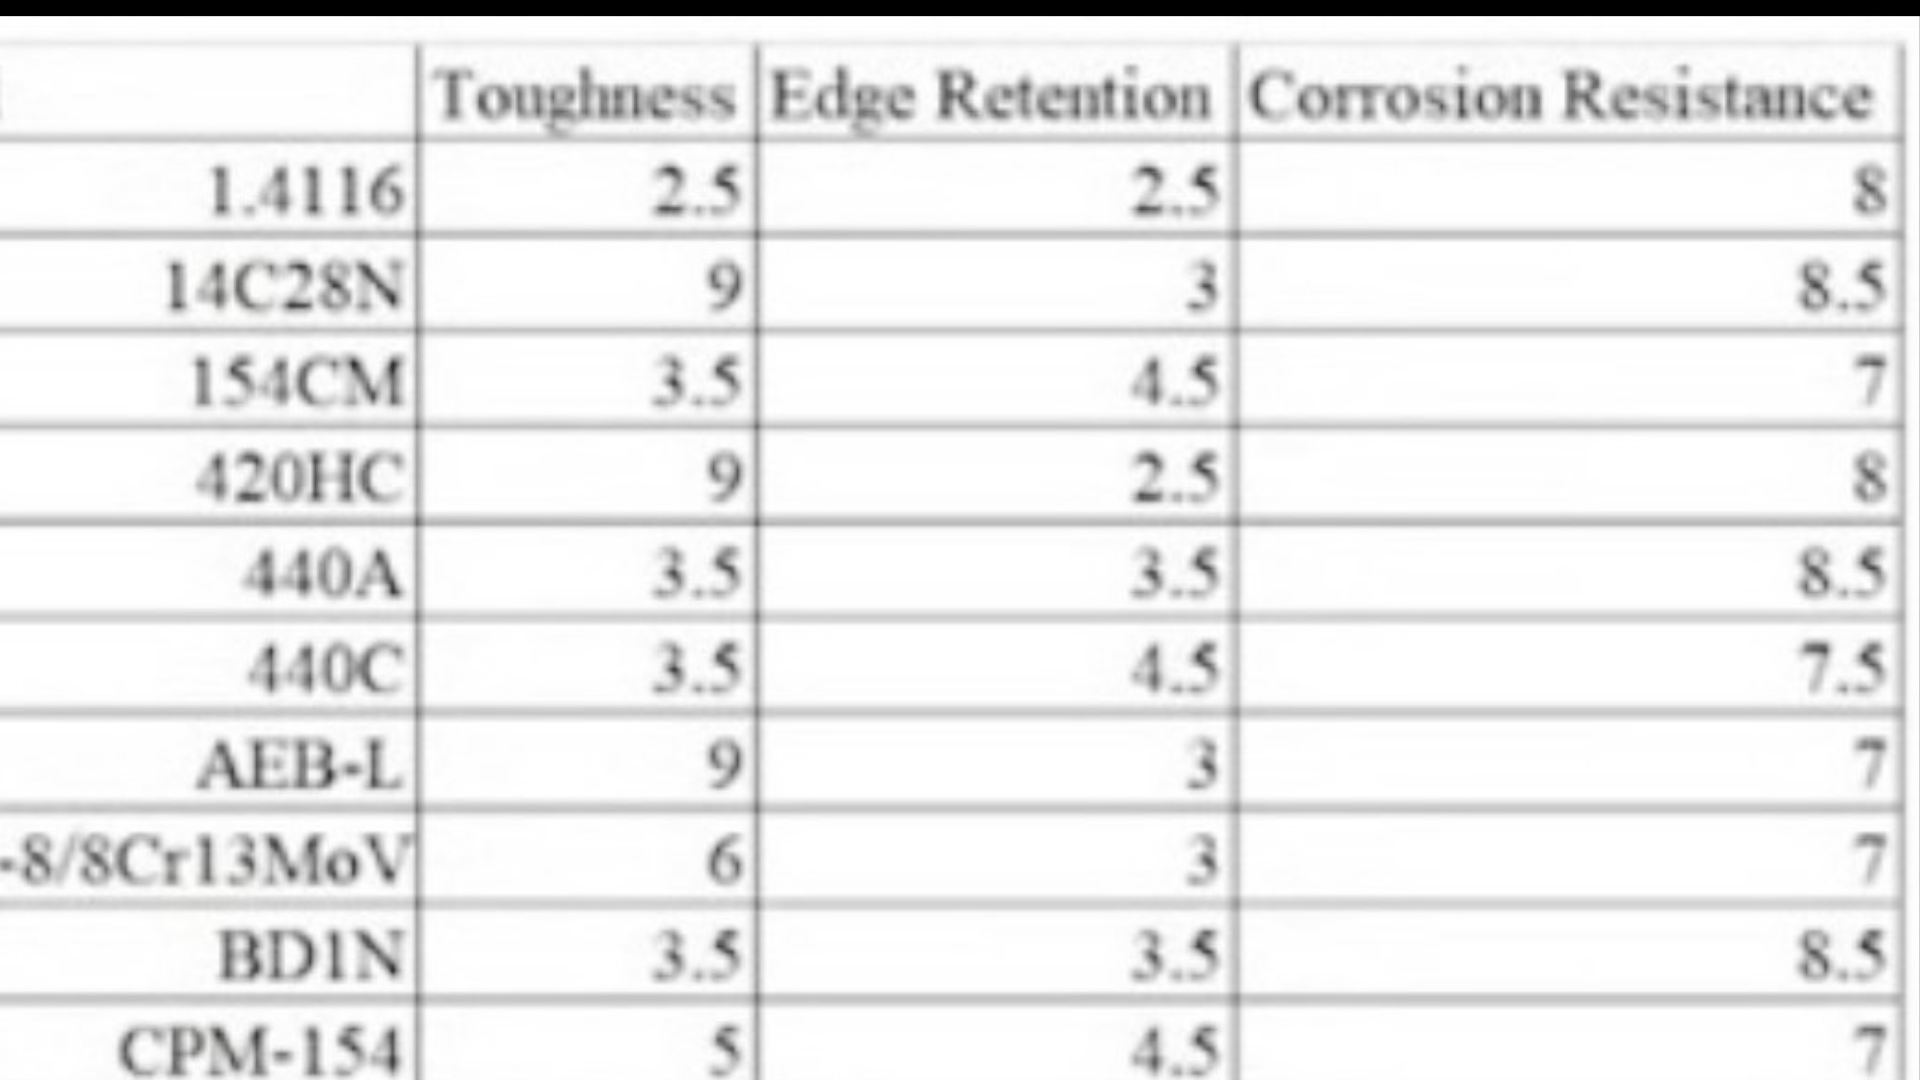 Toughness Edge Retention Corrosion Resistance
1.4116 2.5 2.5 8
14C28N 9 3 8.5
154CM 3.5 4.5 7
420HC 9 2.5 8
440A 3.5 3.5 8.5
440C 3.5 4.5 7.5
AEB-L 9 3 7
-8/8Cr13MoV 6 3 7
BD1N 3.5 3.5 8.5
CPM-154 5 4.5 7